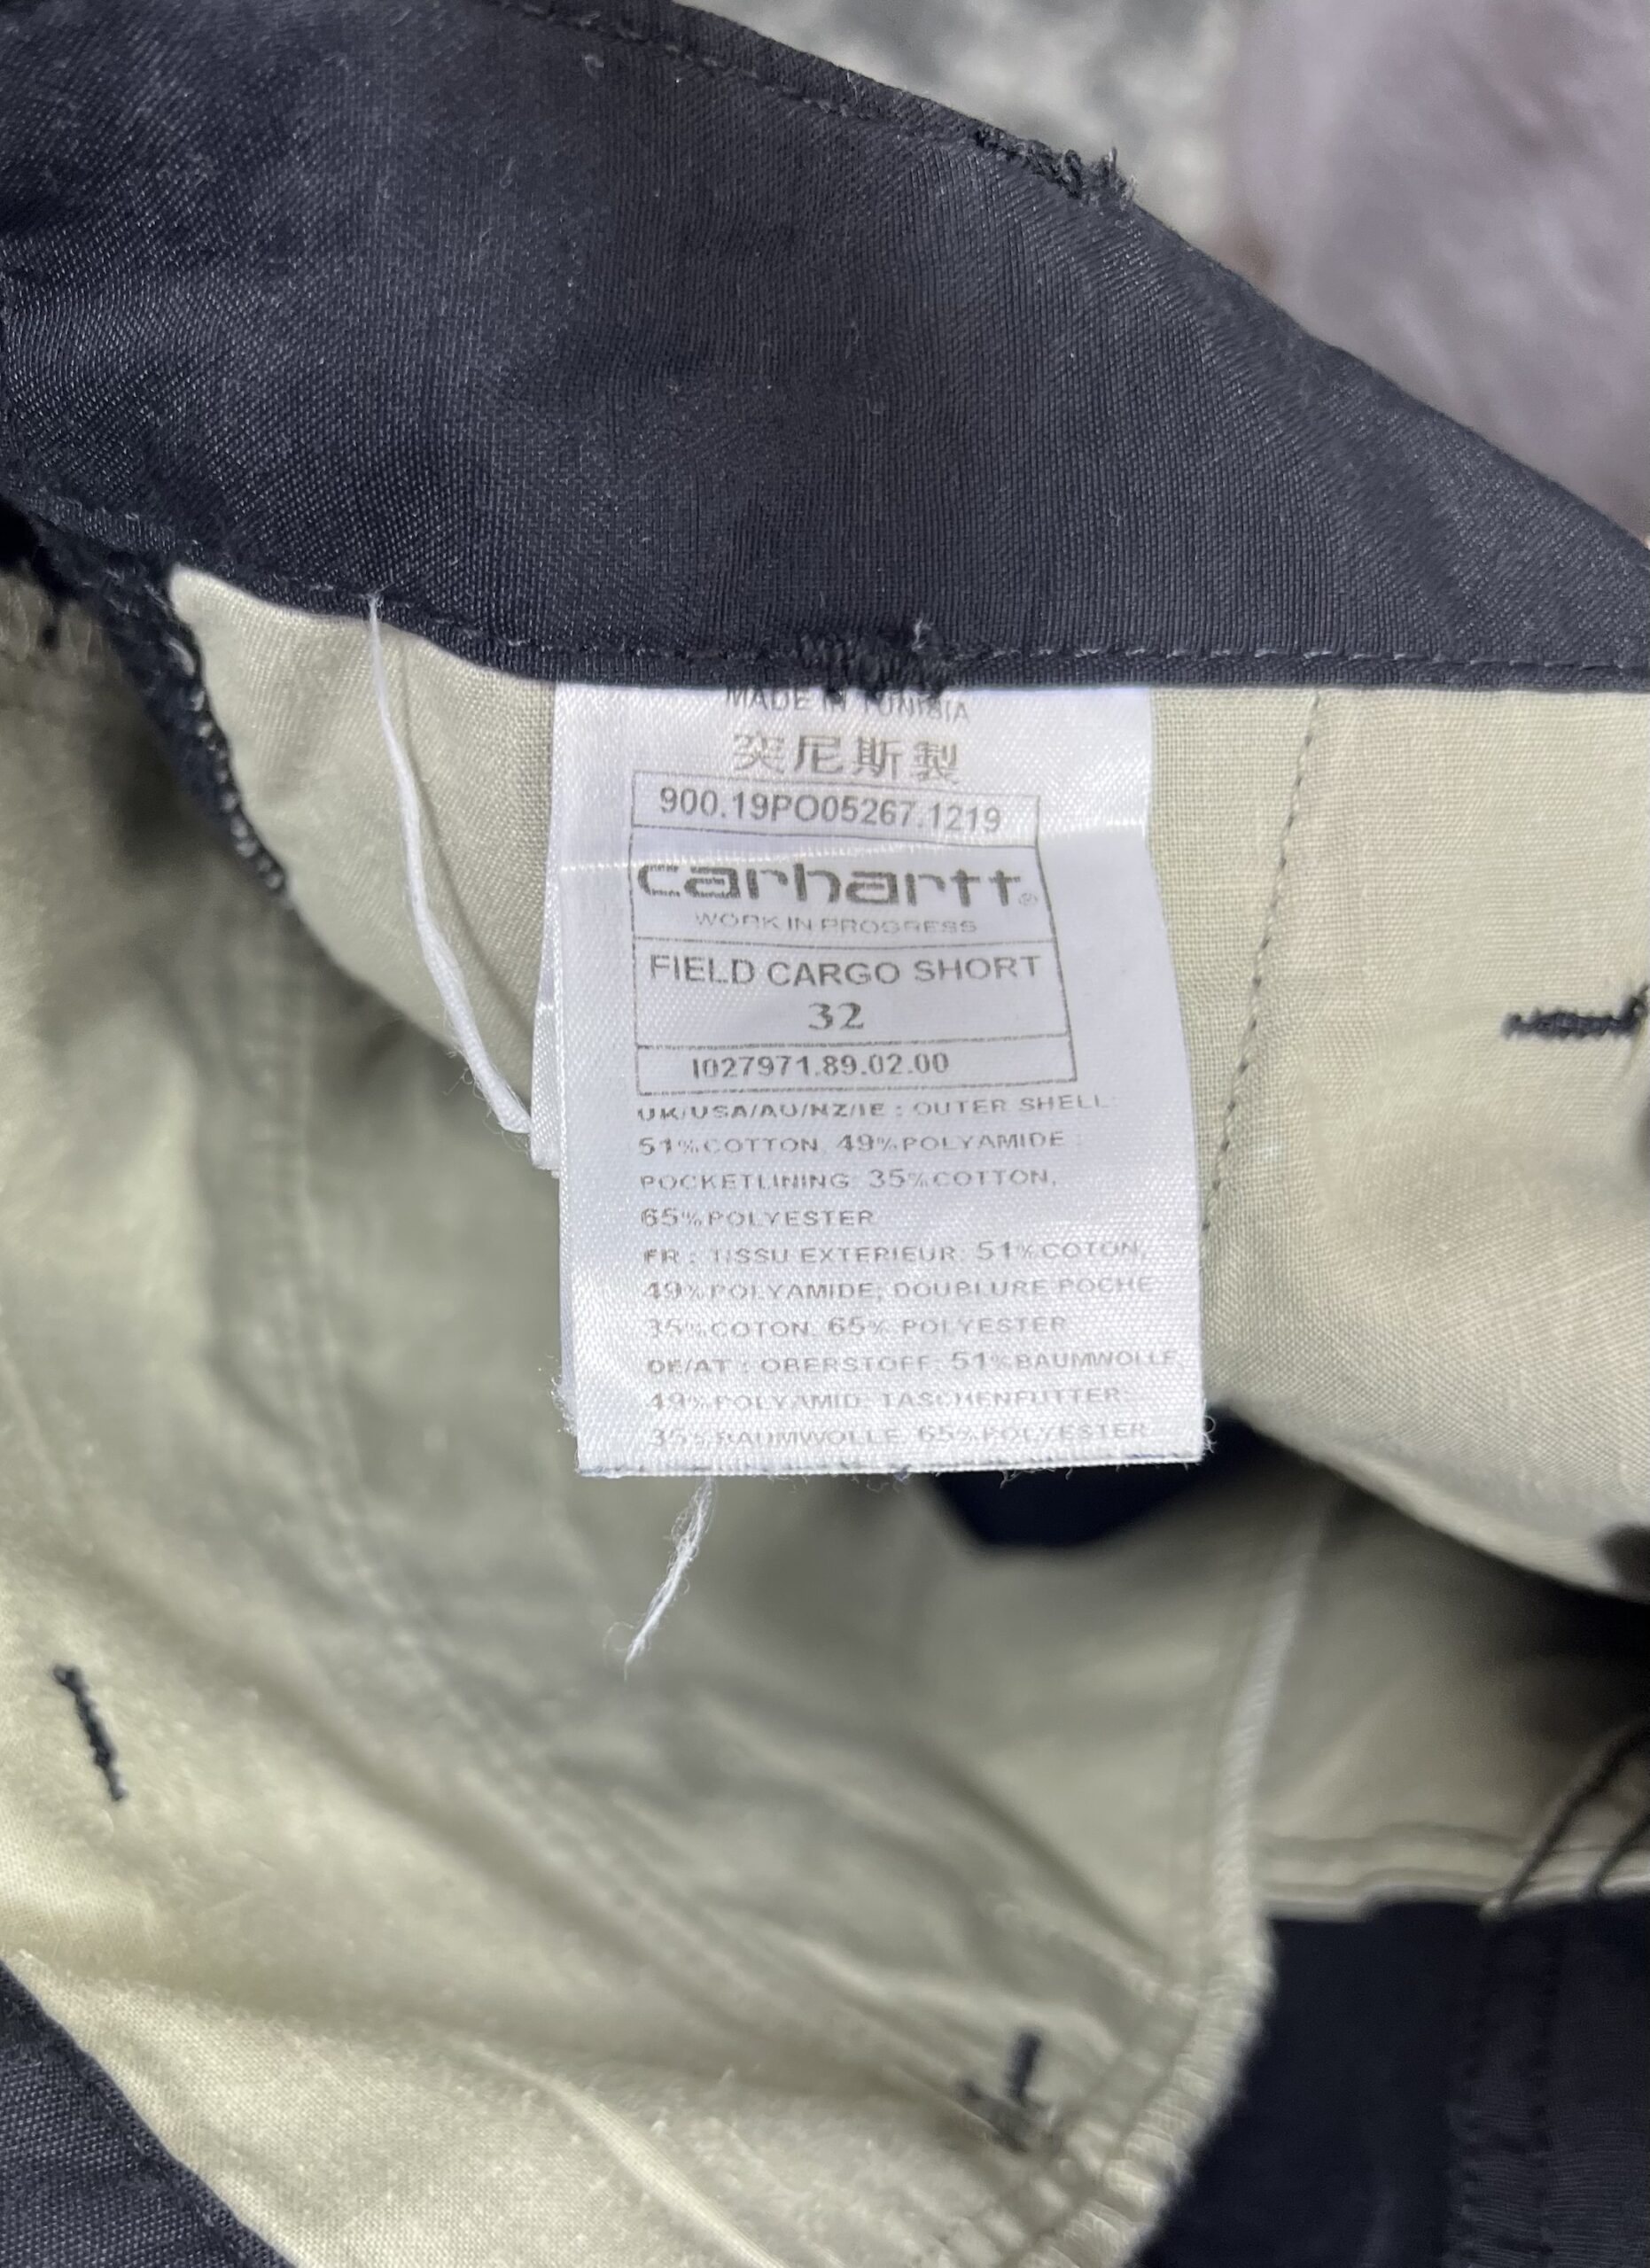 MADE IN TUNISIA
突尼斯製
900.19PO05267.1219
carhartt®
WORK IN PROGRESS
FIELD CARGO SHORT
32
I027971.89.02.00
UK/USA/AU/NZ/IE : OUTER SHELL:
51%COTTON, 49%POLYAMIDE ;
POCKETLINING: 35%COTTON,
65%POLYESTER
FR : TISSU EXTERIEUR: 51%COTON,
49%POLYAMIDE; DOUBLURE POCHE:
35%COTON, 65% POLYESTER
DE/AT : OBERSTOFF: 51%BAUMWOLLE,
49%POLYAMID; TASCHENFUTTER:
35%BAUMWOLLE, 65%POLYESTER